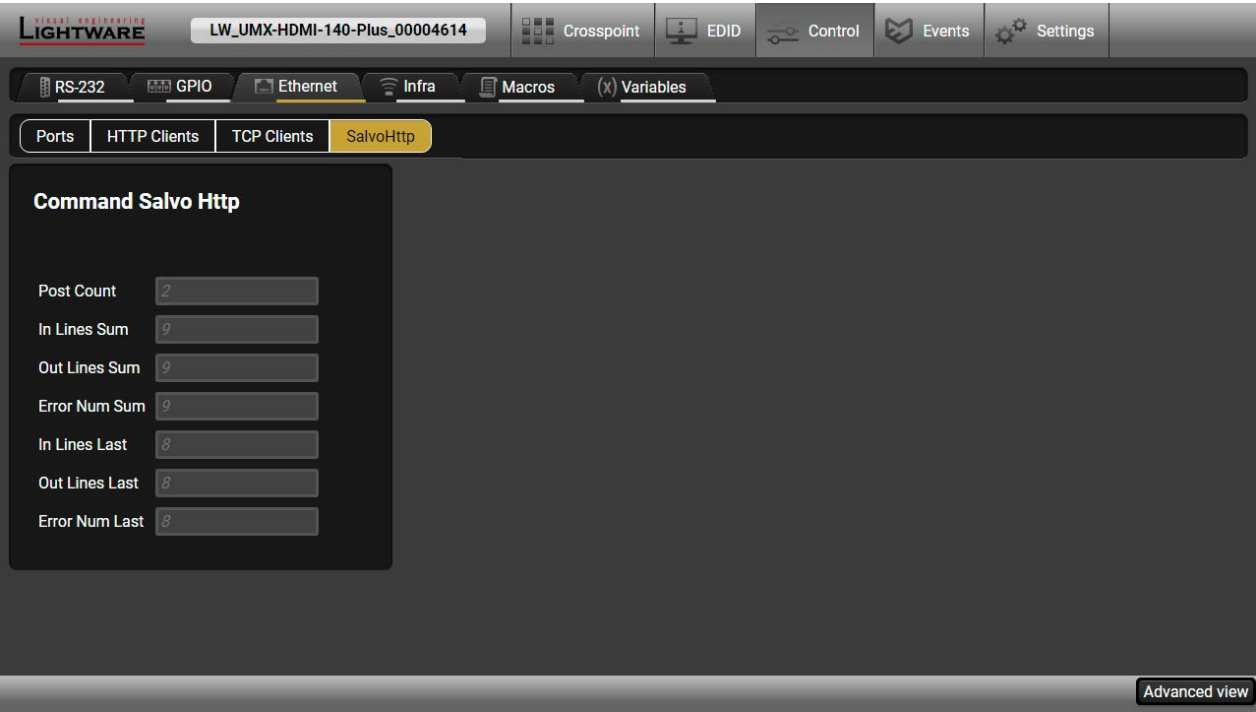 visual engineering
LIGHTWARE
LW_UMX-HDMI-140-Plus_00004614
Crosspoint
EDID
Control
Events
Settings
RS-232
GPIO
Ethernet
Infra
Macros
(x) Variables
Ports
HTTP Clients
TCP Clients
SalvoHttp
Command Salvo Http
Post Count 2
In Lines Sum 9
Out Lines Sum 9
Error Num Sum 9
In Lines Last 8
Out Lines Last 8
Error Num Last 8
Advanced view